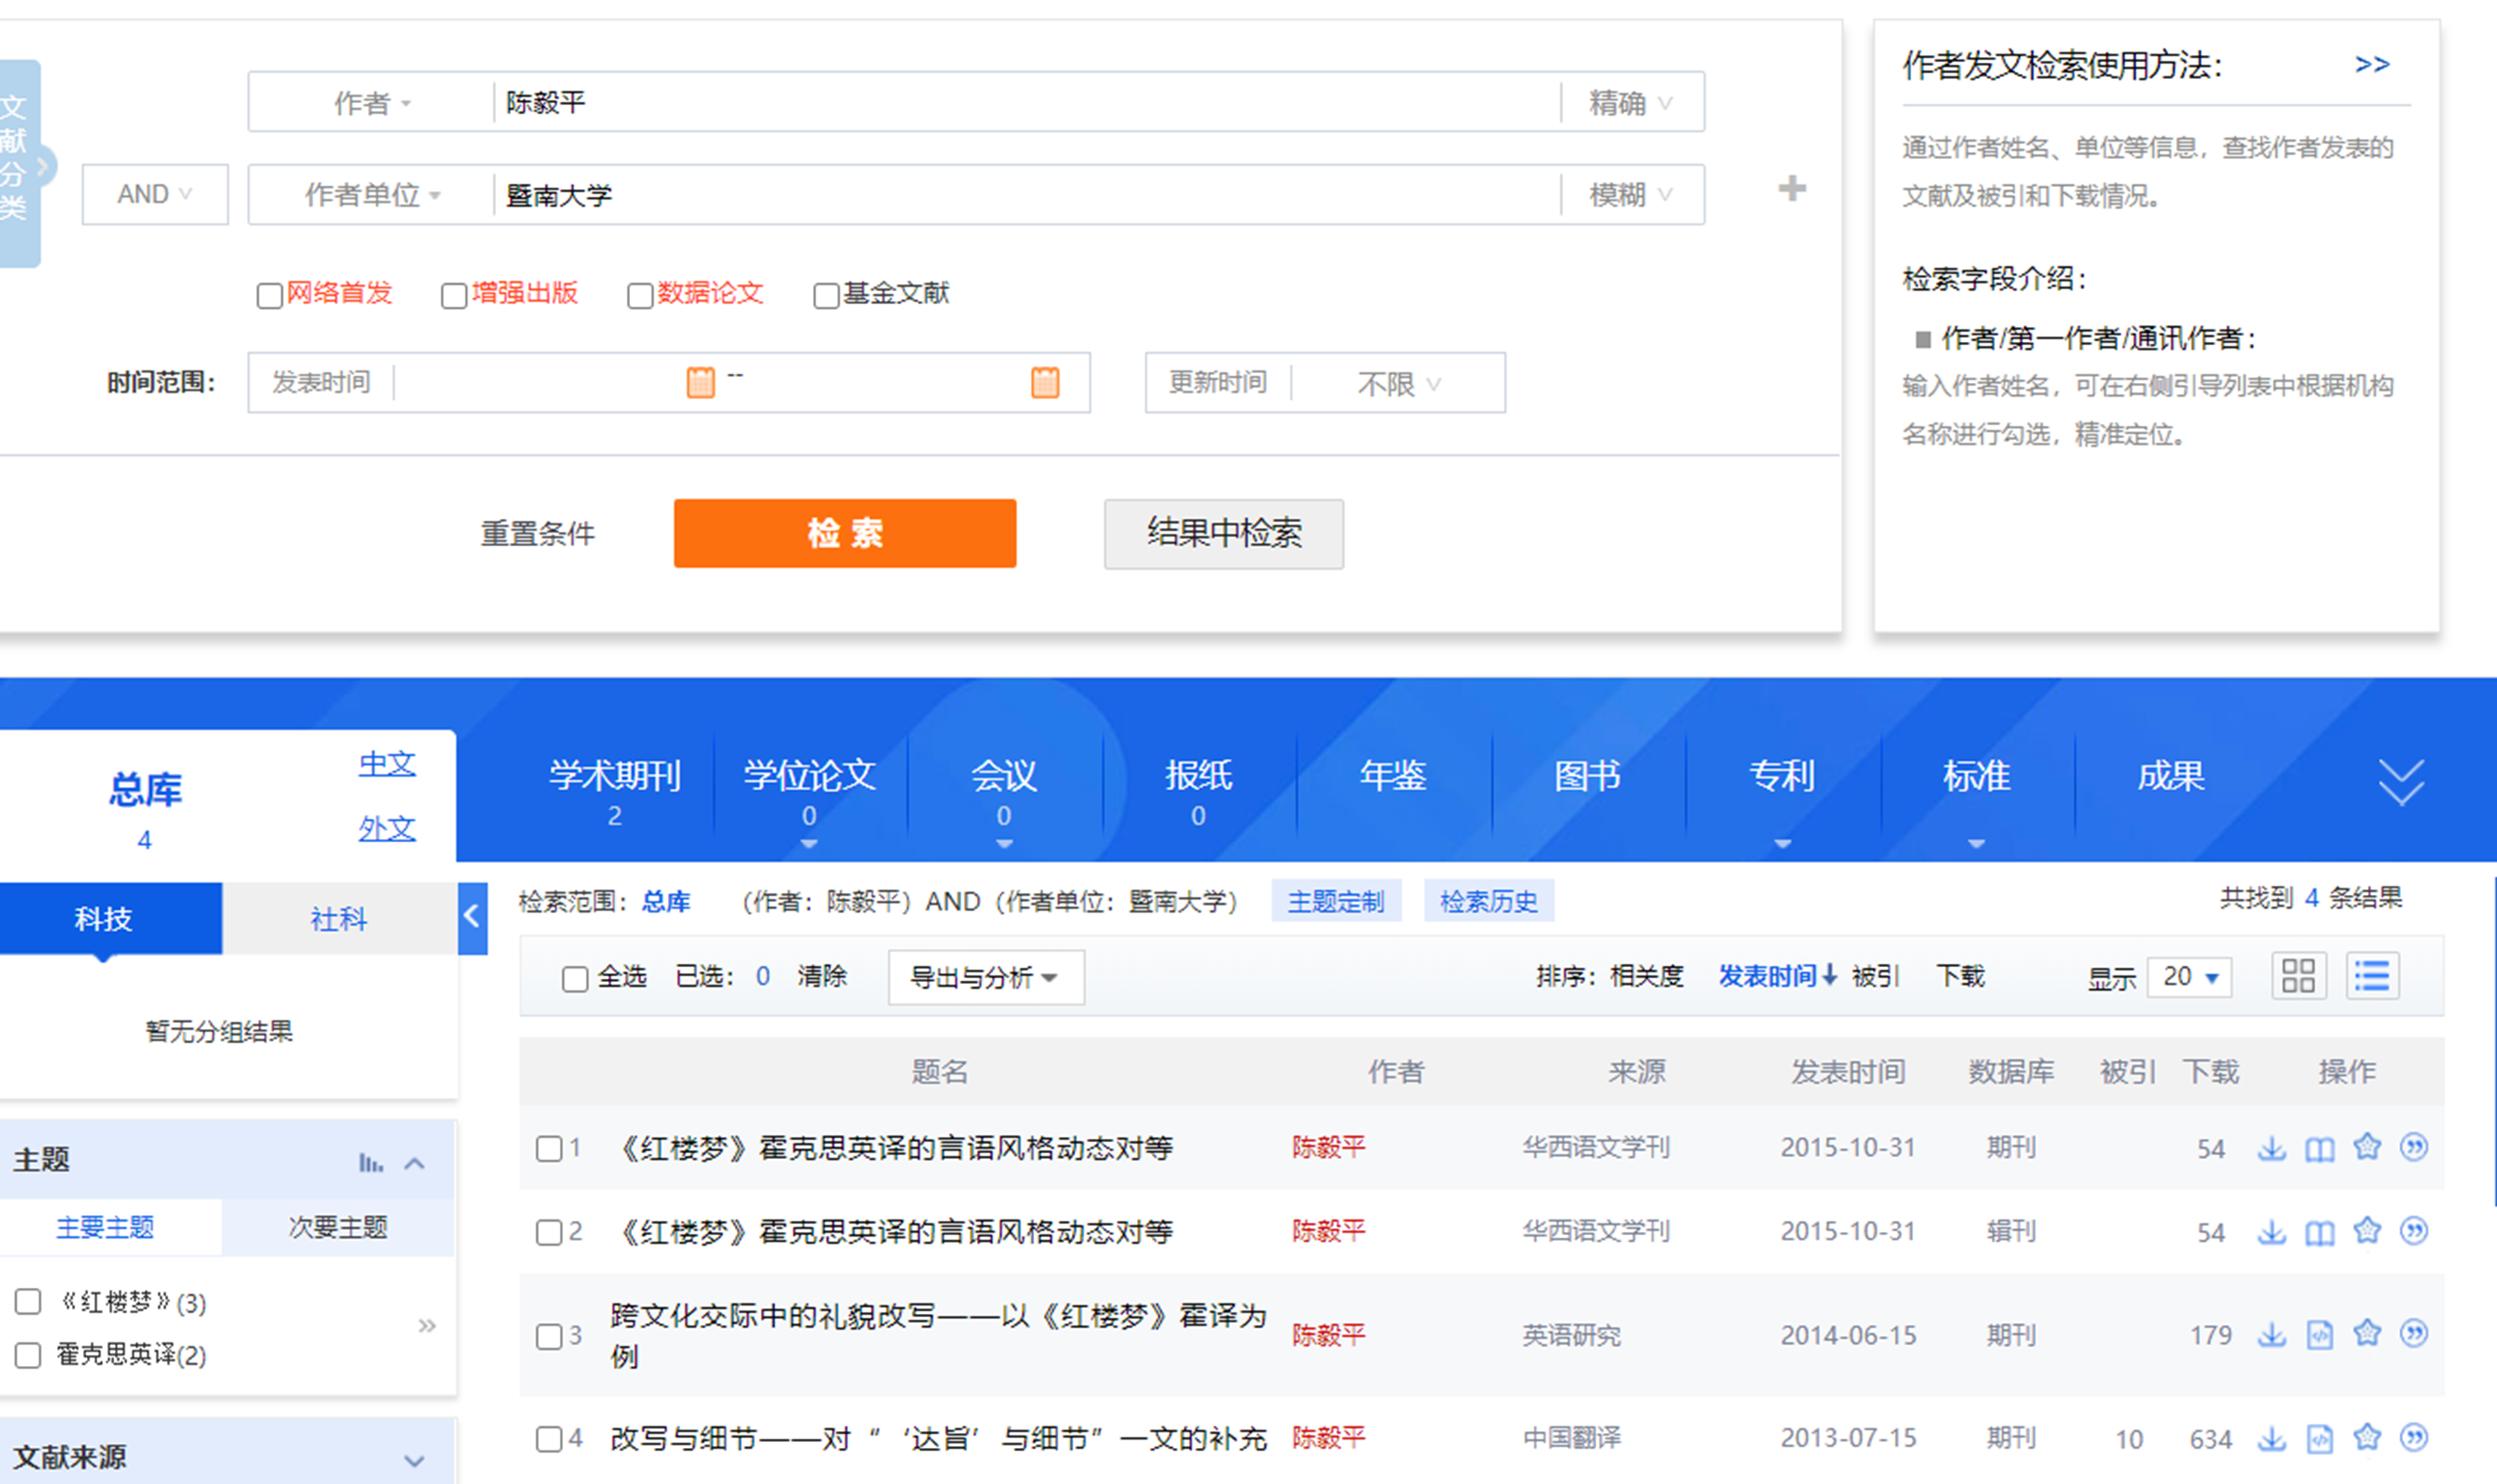 文献分类
作者 陈毅平 精确
AND 作者单位 暨南大学 模糊
网络首发 增强出版 数据论文 基金文献
时间范围： 发表时间 -- 更新时间 不限
重置条件 检索 结果中检索
作者发文检索使用方法： >>
通过作者姓名、单位等信息，查找作者发表的
文献及被引和下载情况。
检索字段介绍：
作者/第一作者/通讯作者：
输入作者姓名，可在右侧引导列表中根据机构
名称进行勾选，精准定位。
总库 4 中文 外文
学术期刊 2
学位论文 0
会议 0
报纸 0
年鉴
图书
专利
标准
成果
科技 社科
暂无分组结果
主题
主要主题 次要主题
《红楼梦》(3)
霍克思英译(2)
»
文献来源
检索范围：总库 （作者：陈毅平）AND（作者单位：暨南大学） 主题定制 检索历史 共找到 4 条结果
全选 已选：0 清除 导出与分析 排序：相关度 发表时间↓ 被引 下载 显示 20
题名 作者 来源 发表时间 数据库 被引 下载 操作
1 《红楼梦》霍克思英译的言语风格动态对等 陈毅平 华西语文学刊 2015-10-31 期刊 54
2 《红楼梦》霍克思英译的言语风格动态对等 陈毅平 华西语文学刊 2015-10-31 辑刊 54
3 跨文化交际中的礼貌改写——以《红楼梦》霍译为
例 陈毅平 英语研究 2014-06-15 期刊 179
4 改写与细节——对“‘达旨’与细节”一文的补充 陈毅平 中国翻译 2013-07-15 期刊 10 634